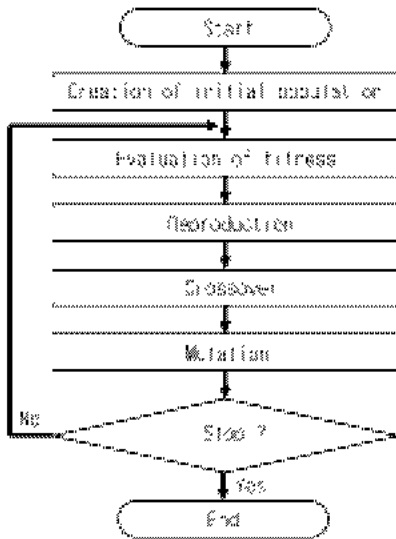 Start
Creation of initial population
Evaluation of fitness
Reproduction
Crossover
Mutation
No
Stop ?
Yes
End